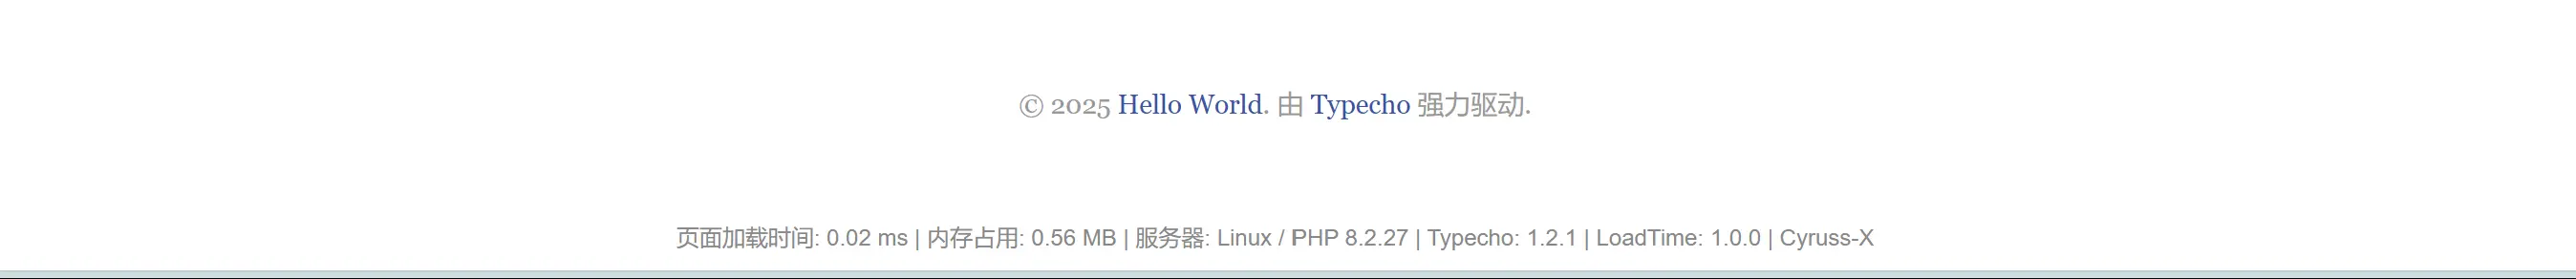 © 2025 Hello World. 由 Typecho 强力驱动.
页面加载时间: 0.02 ms | 内存占用: 0.56 MB | 服务器: Linux / PHP 8.2.27 | Typecho: 1.2.1 | LoadTime: 1.0.0 | Cyruss-X